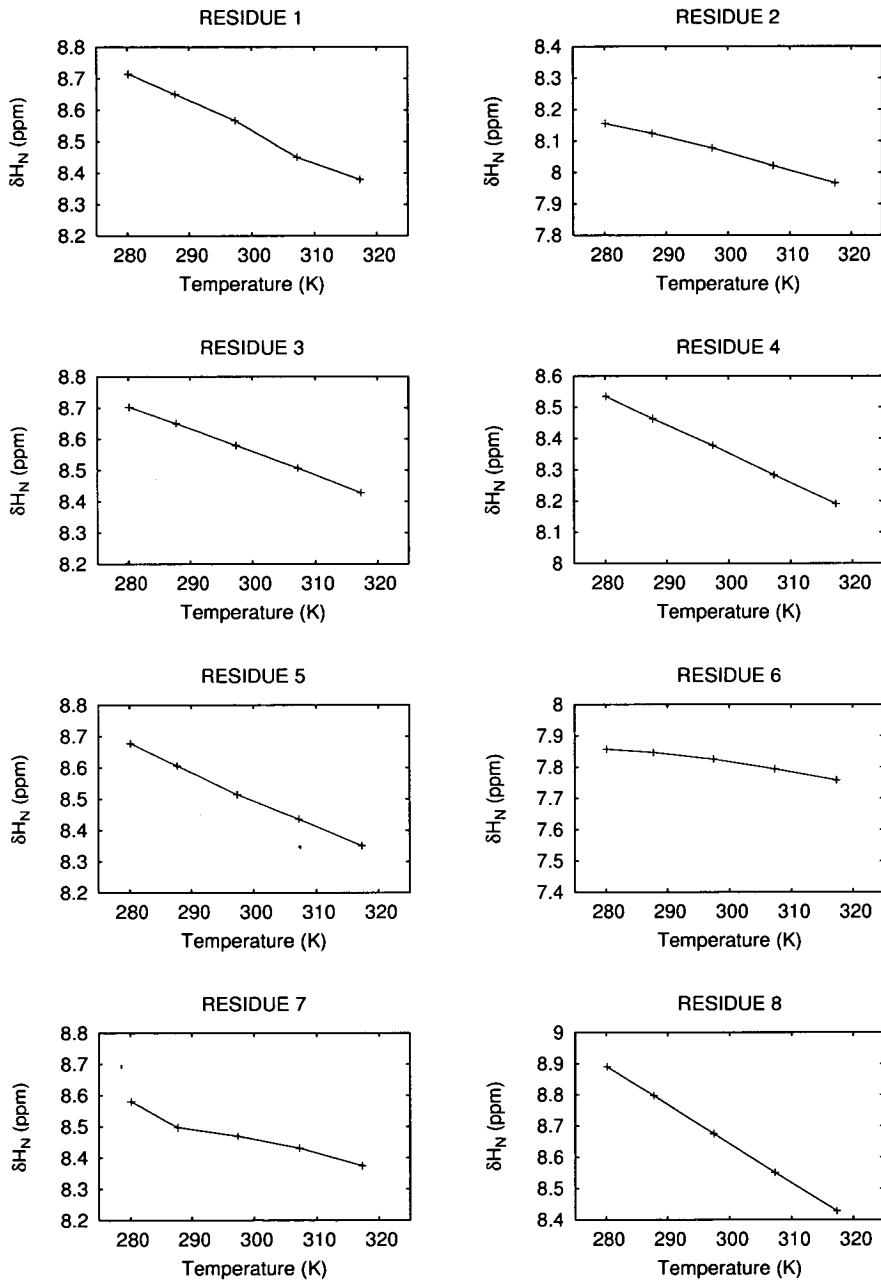 RESIDUE 1
δH_N (ppm)
8.8
8.7
8.6
8.5
8.4
8.3
8.2
280 290 300 310 320
Temperature (K)
RESIDUE 2
δH_N (ppm)
8.4
8.3
8.2
8.1
8
7.9
7.8
280 290 300 310 320
Temperature (K)
RESIDUE 3
δH_N (ppm)
8.8
8.7
8.6
8.5
8.4
8.3
8.2
280 290 300 310 320
Temperature (K)
RESIDUE 4
δH_N (ppm)
8.6
8.5
8.4
8.3
8.2
8.1
8
280 290 300 310 320
Temperature (K)
RESIDUE 5
δH_N (ppm)
8.8
8.7
8.6
8.5
8.4
8.3
8.2
280 290 300 310 320
Temperature (K)
RESIDUE 6
δH_N (ppm)
8
7.9
7.8
7.7
7.6
7.5
7.4
280 290 300 310 320
Temperature (K)
RESIDUE 7
δH_N (ppm)
8.8
8.7
8.6
8.5
8.4
8.3
8.2
280 290 300 310 320
Temperature (K)
RESIDUE 8
δH_N (ppm)
9
8.9
8.8
8.7
8.6
8.5
8.4
280 290 300 310 320
Temperature (K)